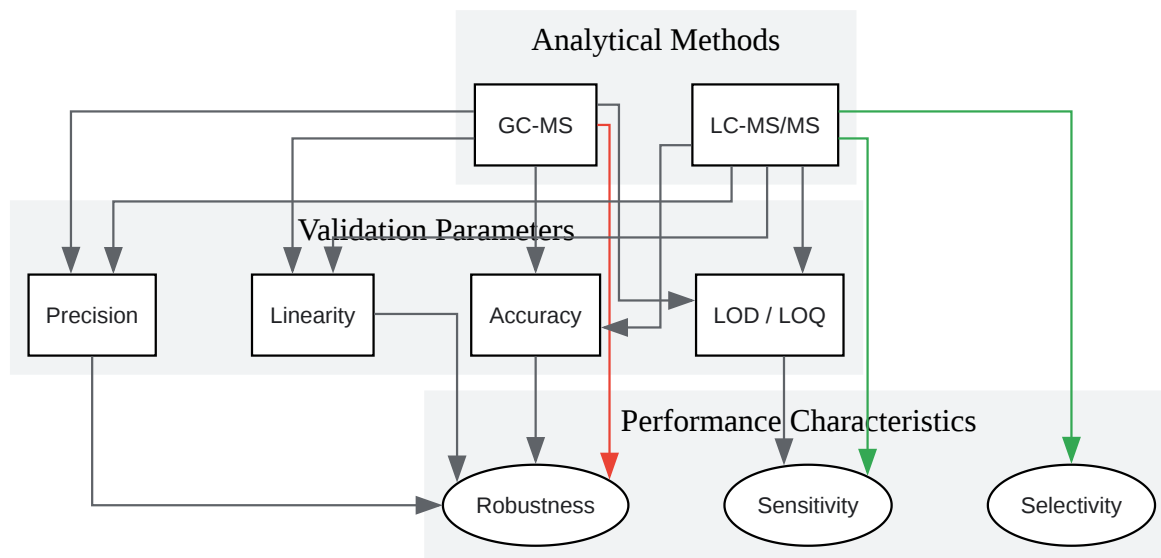 Analytical Methods
GC-MS
LC-MS/MS
Validation Parameters
Precision
Linearity
Accuracy
LOD / LOQ
Performance Characteristics
Robustness
Sensitivity
Selectivity